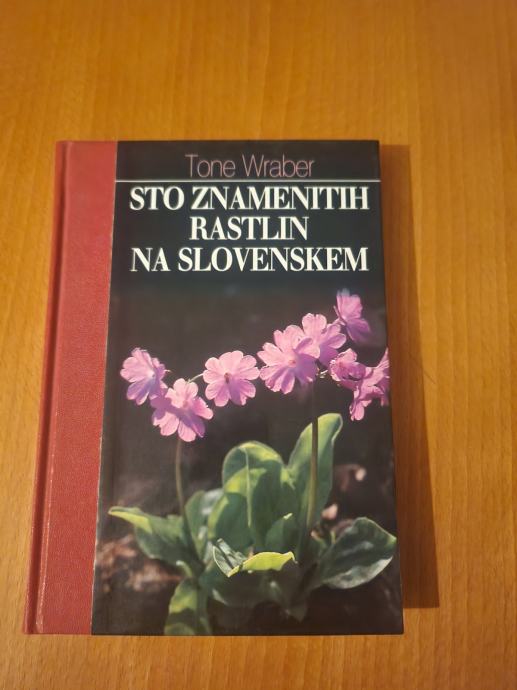 Tone Wraber
STO ZNAMENITIH
RASTLIN
NA SLOVENSKEM